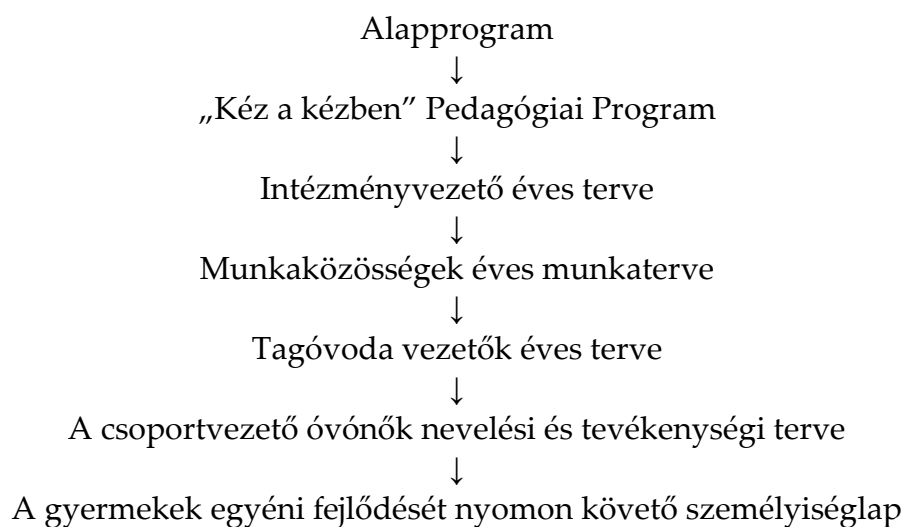 Alapprogram
↓
„Kéz a kézben” Pedagógiai Program
↓
Intézményvezető éves terve
↓
Munkaközösségek éves munkaterve
↓
Tagóvoda vezetők éves terve
↓
A csoportvezető óvónők nevelési és tevékenységi terve
↓
A gyermekek egyéni fejlődését nyomon követő személyiséglap